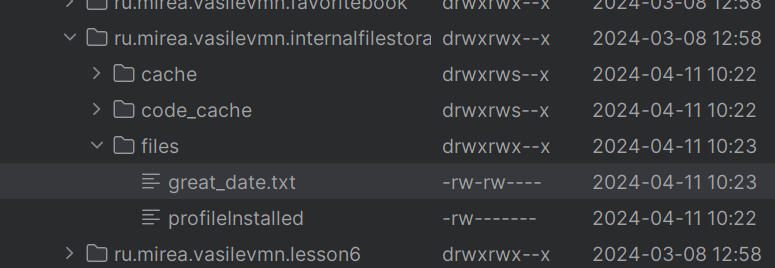 ru.mirea.vasilevmn.favoritebook drwxrwx--x 2024-03-08 12:58
ru.mirea.vasilevmn.internalfilestora drwxrwx--x 2024-03-08 12:58
cache drwxrws--x 2024-04-11 10:22
code_cache drwxrws--x 2024-04-11 10:22
files drwxrwx--x 2024-04-11 10:23
great_date.txt -rw-rw---- 2024-04-11 10:23
profileInstalled -rw------- 2024-04-11 10:22
ru.mirea.vasilevmn.lesson6 drwxrwx--x 2024-03-08 12:58